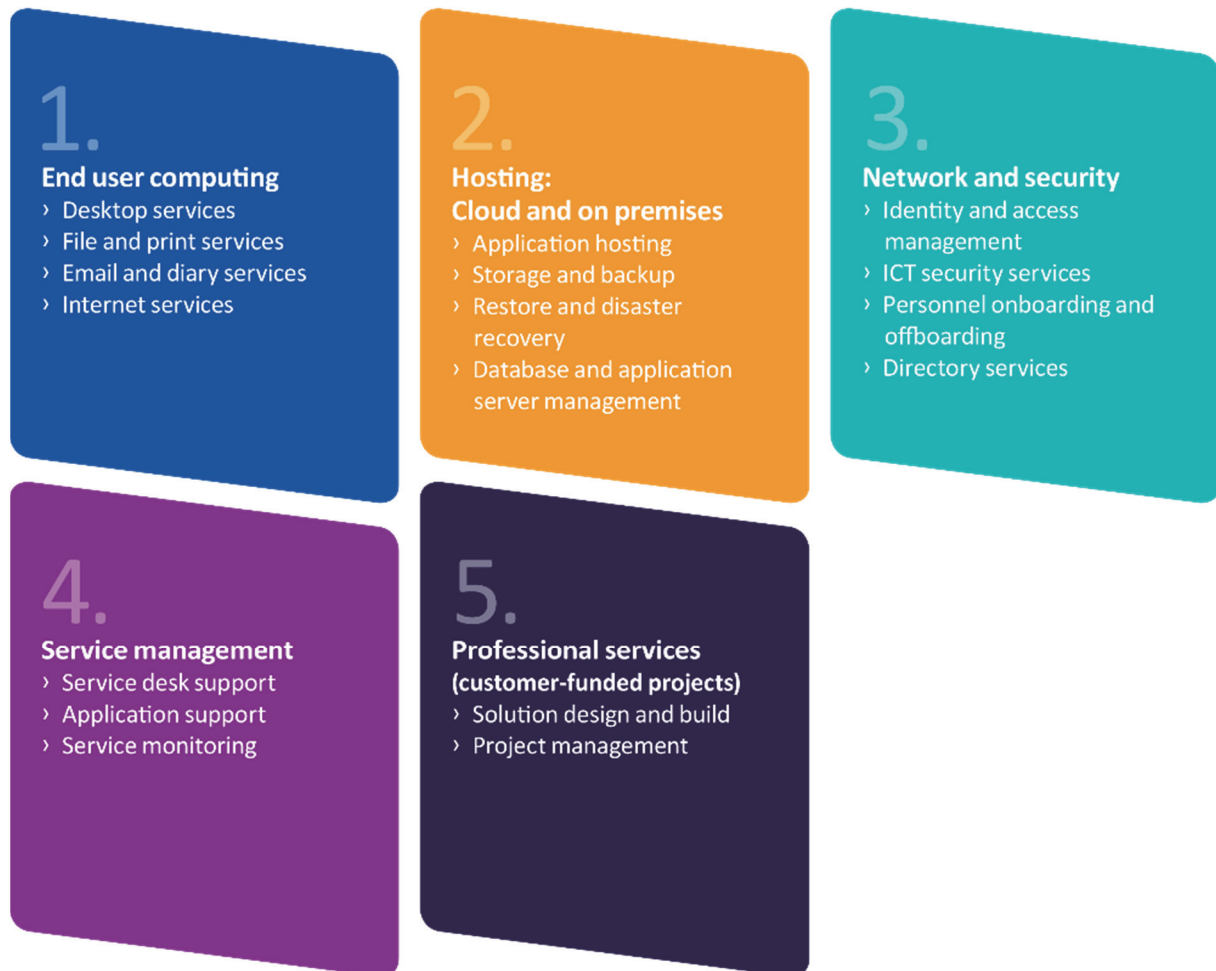 1.
End user computing
› Desktop services
› File and print services
› Email and diary services
› Internet services
2.
Hosting:
Cloud and on premises
› Application hosting
› Storage and backup
› Restore and disaster
recovery
› Database and application
server management
3.
Network and security
› Identity and access
management
› ICT security services
› Personnel onboarding and
offboarding
› Directory services
4.
Service management
› Service desk support
› Application support
› Service monitoring
5.
Professional services
(customer-funded projects)
› Solution design and build
› Project management